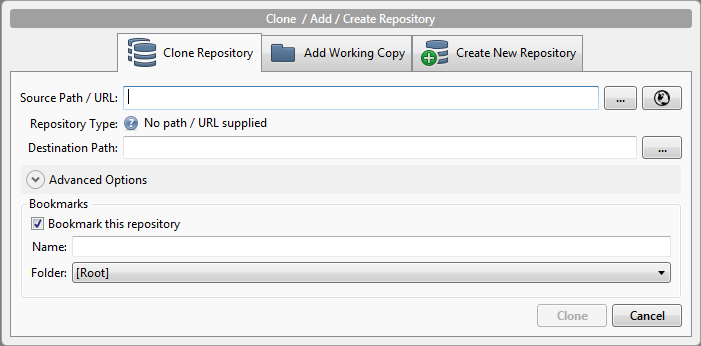 Clone / Add / Create Repository
Clone Repository
Add Working Copy
Create New Repository
Source Path / URL:
...
Repository Type:
No path / URL supplied
Destination Path:
...
Advanced Options
Bookmarks
Bookmark this repository
Name:
Folder:
[Root]
Clone
Cancel